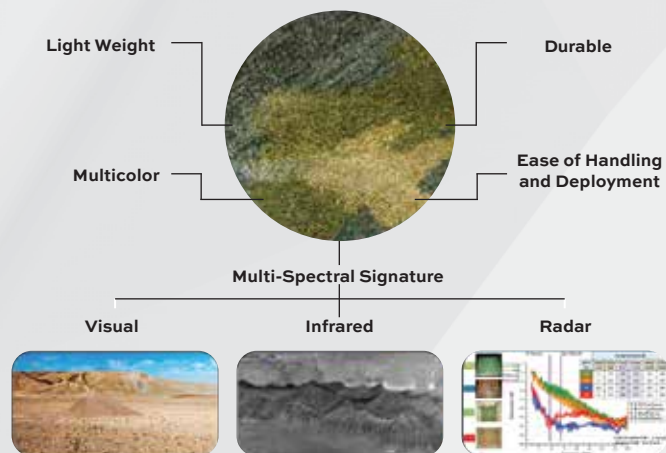 Light Weight
Durable
Multicolor
Ease of Handling
and Deployment
Multi-Spectral Signature
Visual
Infrared
Radar